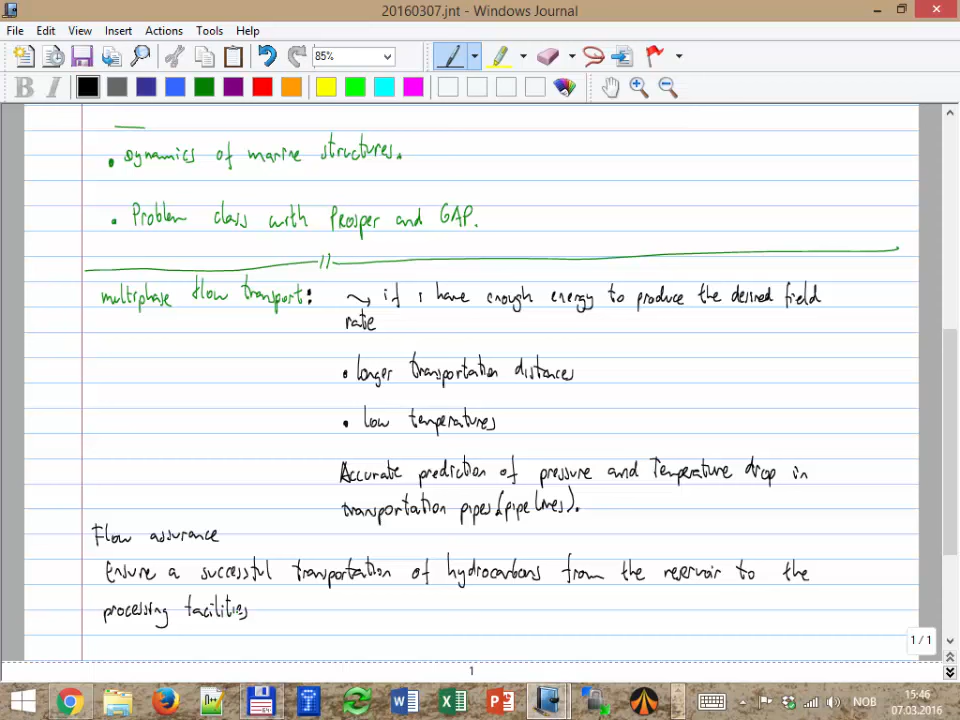 20160307.jnt - Windows Journal
File Edit View Insert Actions Tools Help
85%
B I
• Dynamics of marine structures.
• Problem class with Prosper and GAP.
multiphase flow transport: if I have enough energy to produce the desired field
rate
• longer transportation distances
• low temperatures
Accurate prediction of pressure and Temperature drop in
transportation pipes (pipelines).
Flow assurance
Ensure a successful transportation of hydrocarbons from the reservoir to the
processing facilities
1 / 1
1
NOB
15:46
07.03.2016